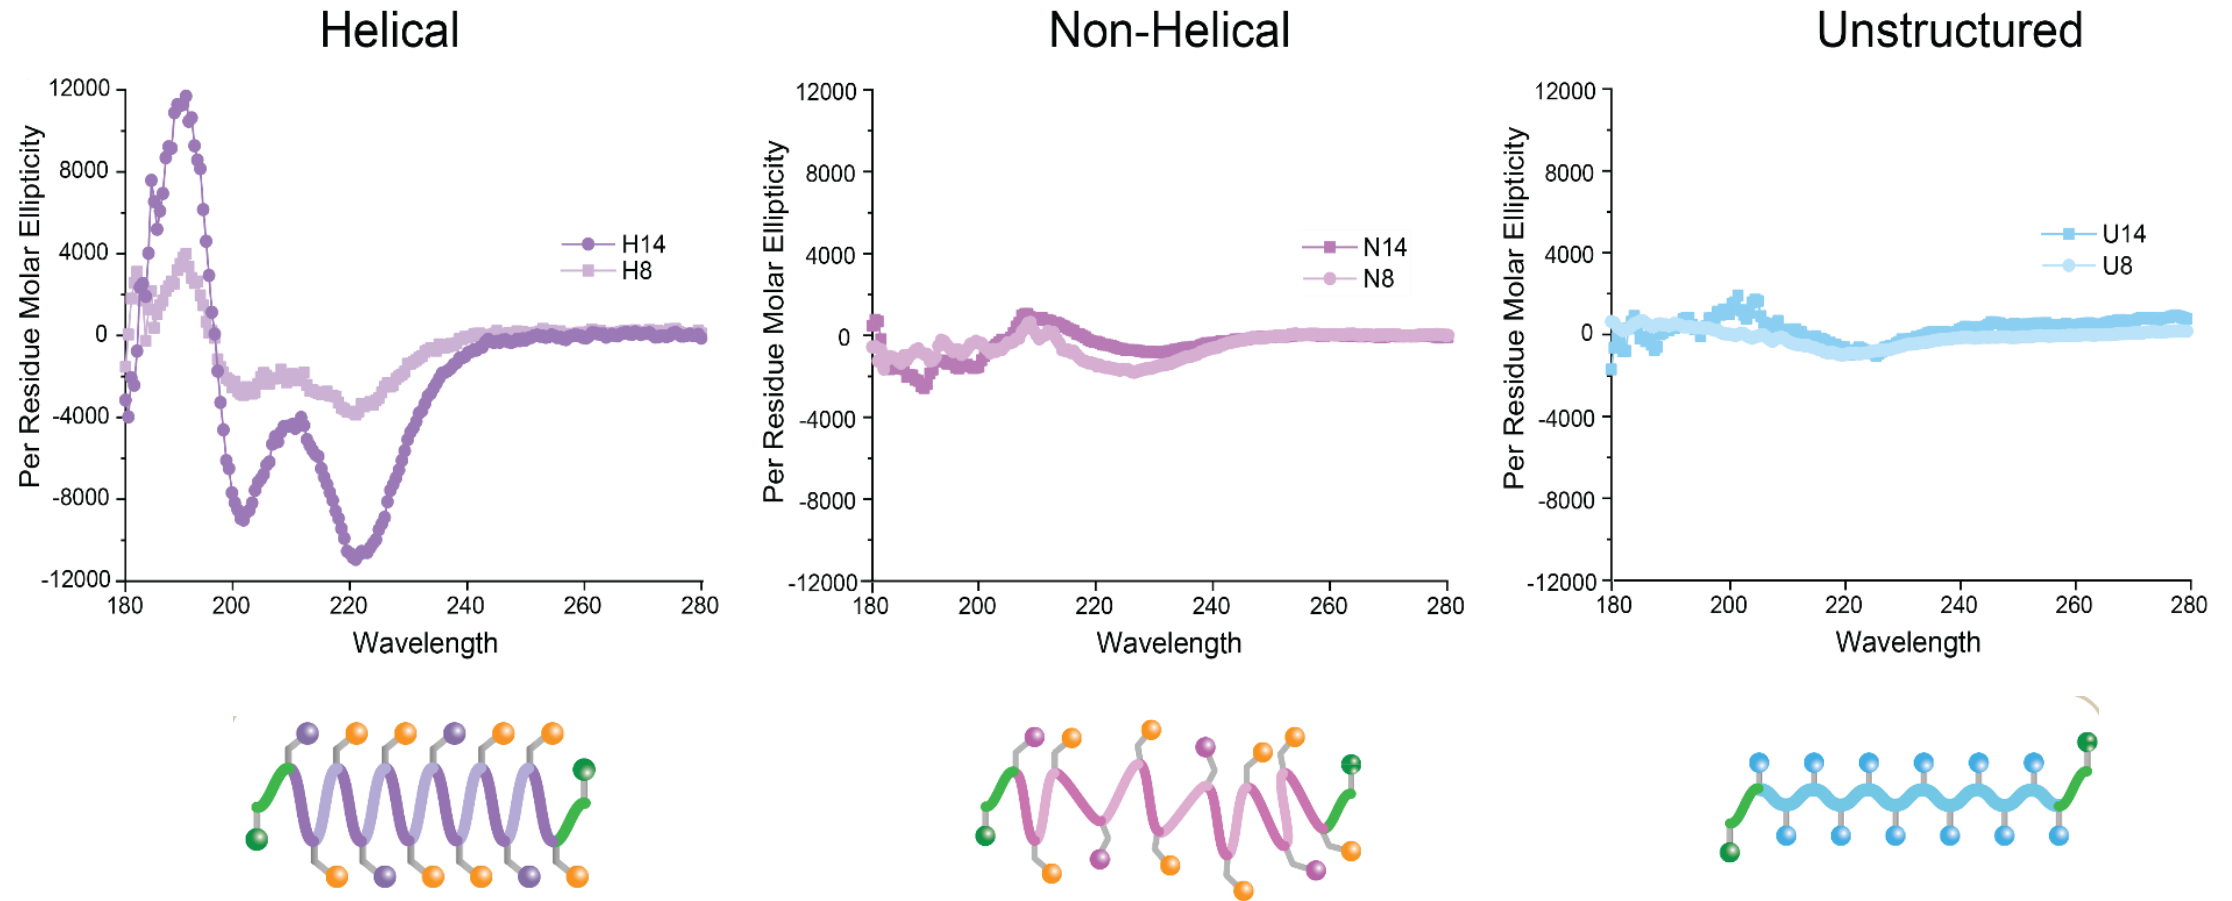 Helical
Non-Helical
Unstructured
Per Residue Molar Ellipticity
12000
8000
4000
0
-4000
-8000
-12000
H14
H8
180
200
220
240
260
280
Wavelength
Per Residue Molar Ellipticity
12000
8000
4000
0
-4000
-8000
-12000
N14
N8
180
200
220
240
260
280
Wavelength
Per Residue Molar Ellipticity
12000
8000
4000
0
-4000
-8000
-12000
U14
U8
180
200
220
240
260
280
Wavelength